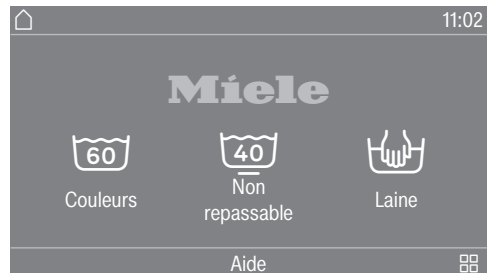 11:02
Miele
60
40
Couleurs
Non
repassable
Laine
Aide